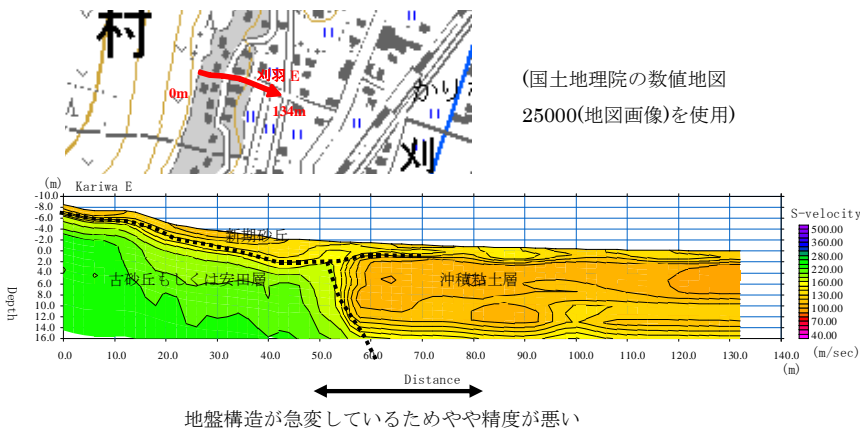 村
刈羽 E
0m
134m
かりわ
刈
(国土地理院の数値地図
25000(地図画像)を使用)
(m) Kariwa E
-10.0
-8.0
-6.0
-4.0
-2.0
0.0
2.0
4.0
6.0
8.0
10.0
12.0
14.0
16.0
Depth
新期砂丘
古砂丘もしくは安田層
沖積粘土層
0.0 10.0 20.0 30.0 40.0 50.0 60.0 70.0 80.0 90.0 100.0 110.0 120.0 130.0 140.0
(m)
Distance
S-velocity
500.00
360.00
280.00
220.00
160.00
130.00
100.00
70.00
40.00
(m/sec)
地盤構造が急変しているためやや精度が悪い